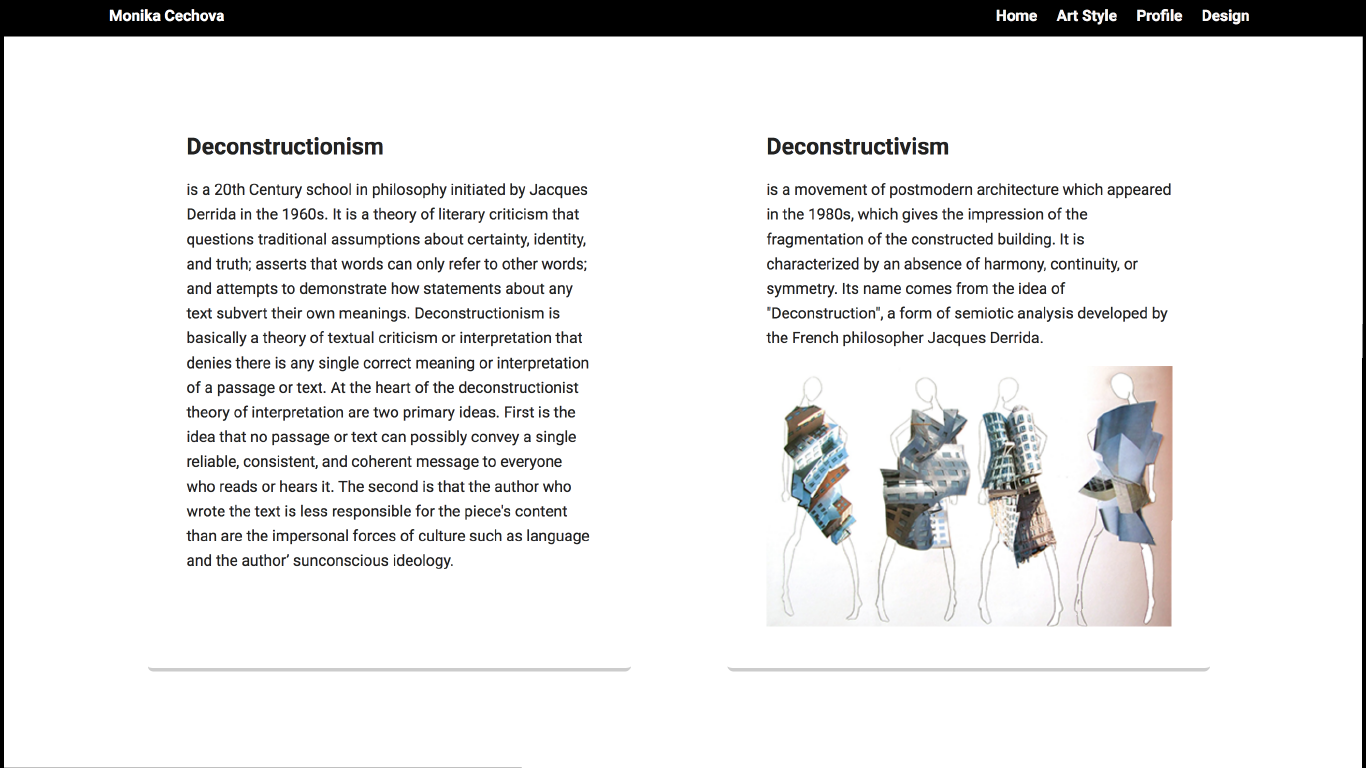 Monika Cechova
Home Art Style Profile Design
Deconstructionism
is a 20th Century school in philosophy initiated by Jacques
Derrida in the 1960s. It is a theory of literary criticism that
questions traditional assumptions about certainty, identity,
and truth; asserts that words can only refer to other words;
and attempts to demonstrate how statements about any
text subvert their own meanings. Deconstructionism is
basically a theory of textual criticism or interpretation that
denies there is any single correct meaning or interpretation
of a passage or text. At the heart of the deconstructionist
theory of interpretation are two primary ideas. First is the
idea that no passage or text can possibly convey a single
reliable, consistent, and coherent message to everyone
who reads or hears it. The second is that the author who
wrote the text is less responsible for the piece's content
than are the impersonal forces of culture such as language
and the author’ sunconscious ideology.
Deconstructivism
is a movement of postmodern architecture which appeared
in the 1980s, which gives the impression of the
fragmentation of the constructed building. It is
characterized by an absence of harmony, continuity, or
symmetry. Its name comes from the idea of
"Deconstruction", a form of semiotic analysis developed by
the French philosopher Jacques Derrida.